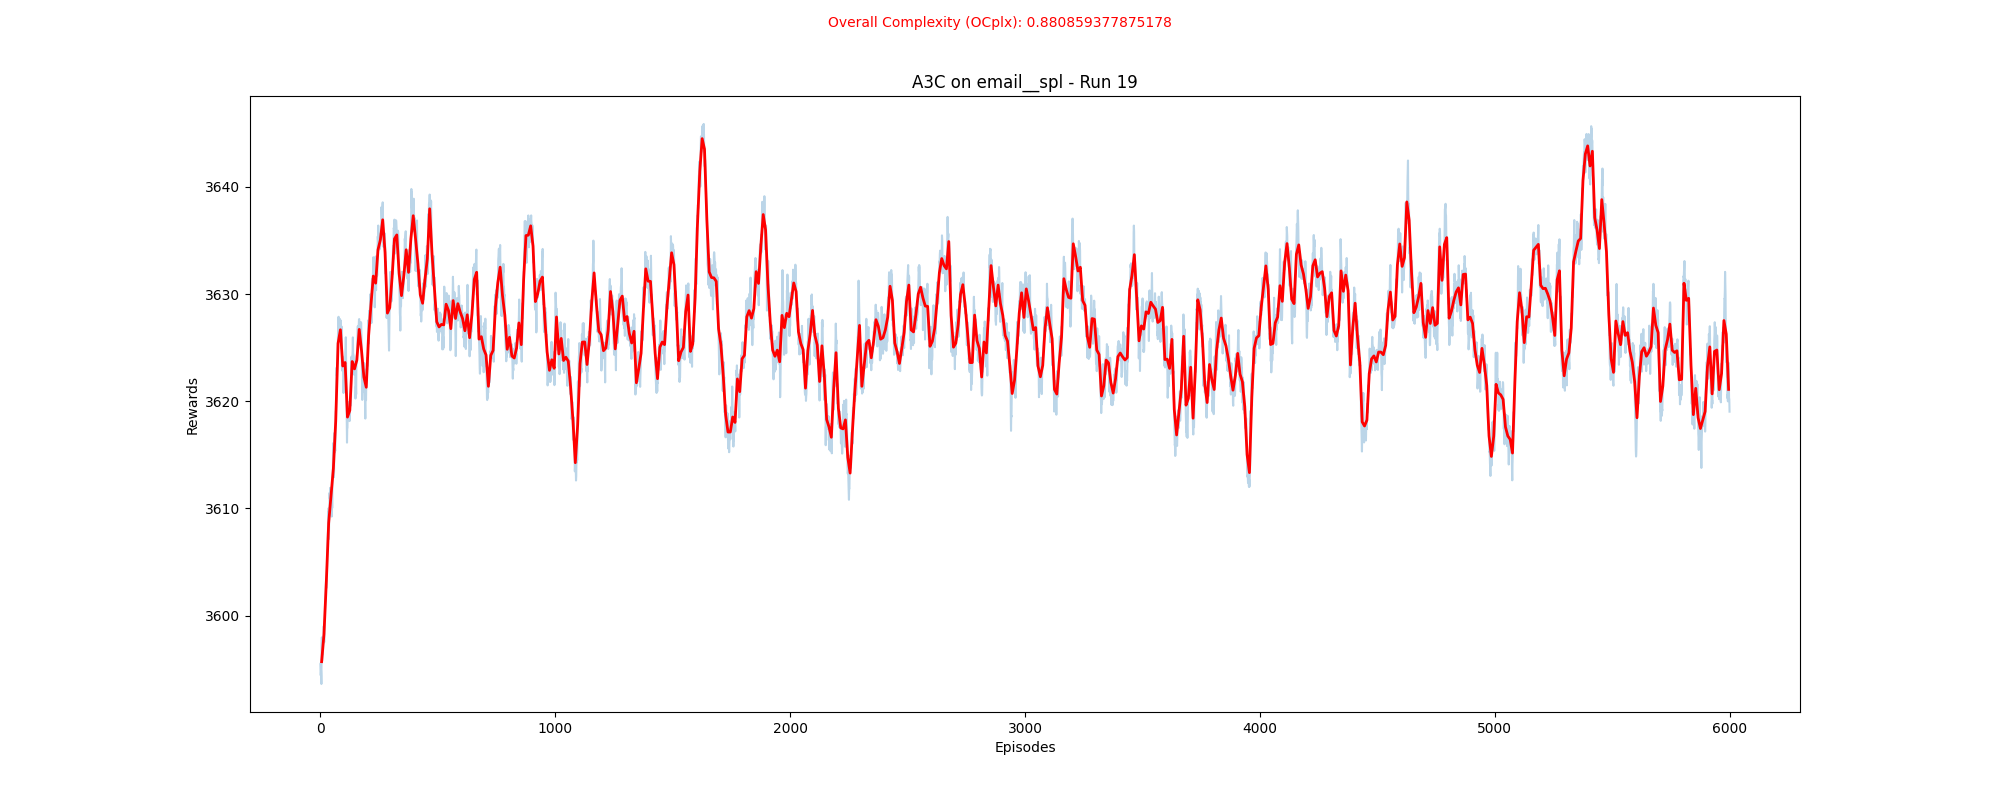 Overall Complexity (OCplx): 0.880859377875178
A3C on email__spl - Run 19
Rewards
3640
3630
3620
3610
3600
0 1000 2000 3000 4000 5000 6000
Episodes